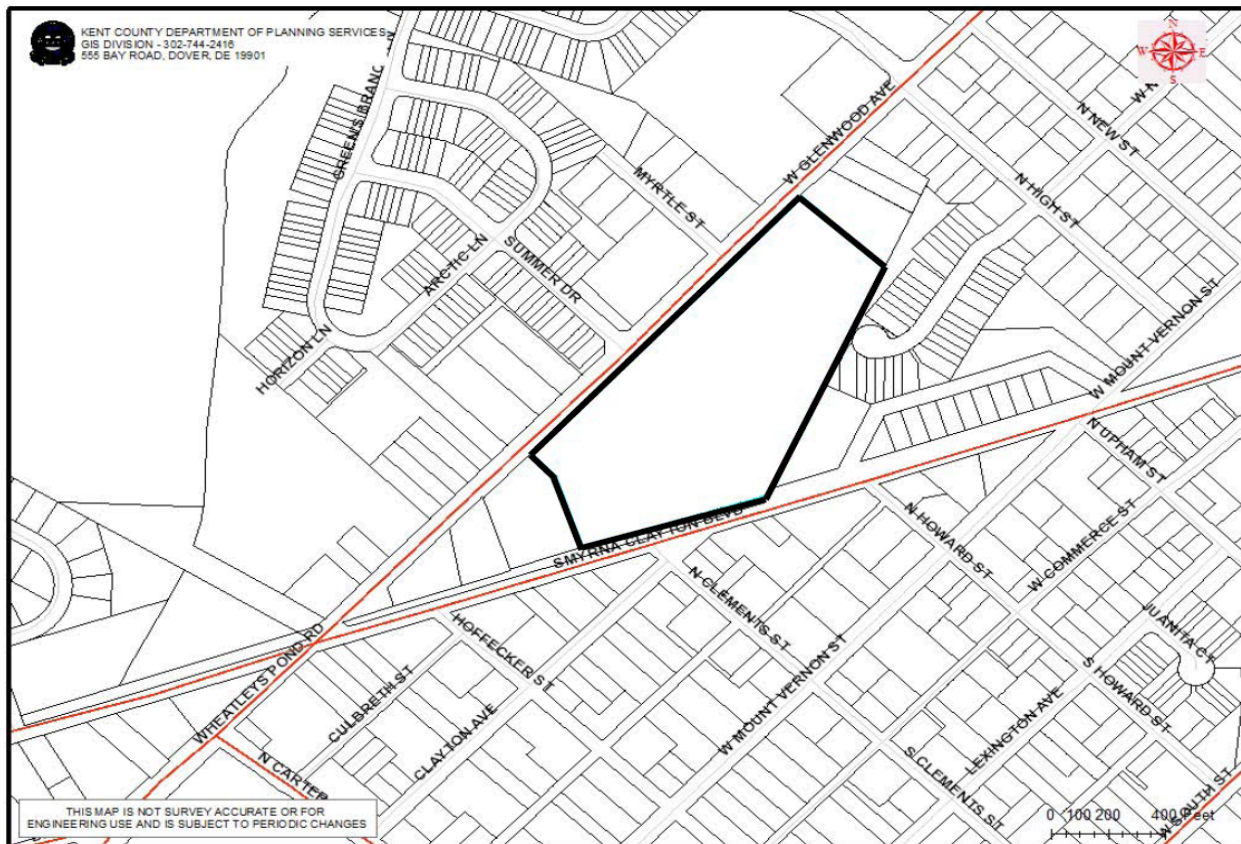 KENT COUNTY DEPARTMENT OF PLANNING SERVICES
GIS DIVISION - 302-744-2416
555 BAY ROAD, DOVER, DE 19901
N
W E
S
GREENS BRANC
W N
N NEW ST
W GLENWOOD AVE
N HIGH ST
MYRTLE ST
SUMMER DR
ARCTIC LN
HORIZON LN
W MOUNT VERNON ST
N UPHAM ST
SMYRNA CLAYTON BLVD
N HOWARD ST
W COMMERCE ST
N CLEMENTS ST
JUANITA CT
HOFFECKER ST
WHEATLEYS POND RD
CULBRETH ST
CLAYTON AVE
W MOUNT VERNON ST
S HOWARD ST
LEXINGTON AVE
S CLEMENTS ST
N CARTER
W SOUTH ST
THIS MAP IS NOT SURVEY ACCURATE OR FOR
ENGINEERING USE AND IS SUBJECT TO PERIODIC CHANGES
0 100 200 400 Feet